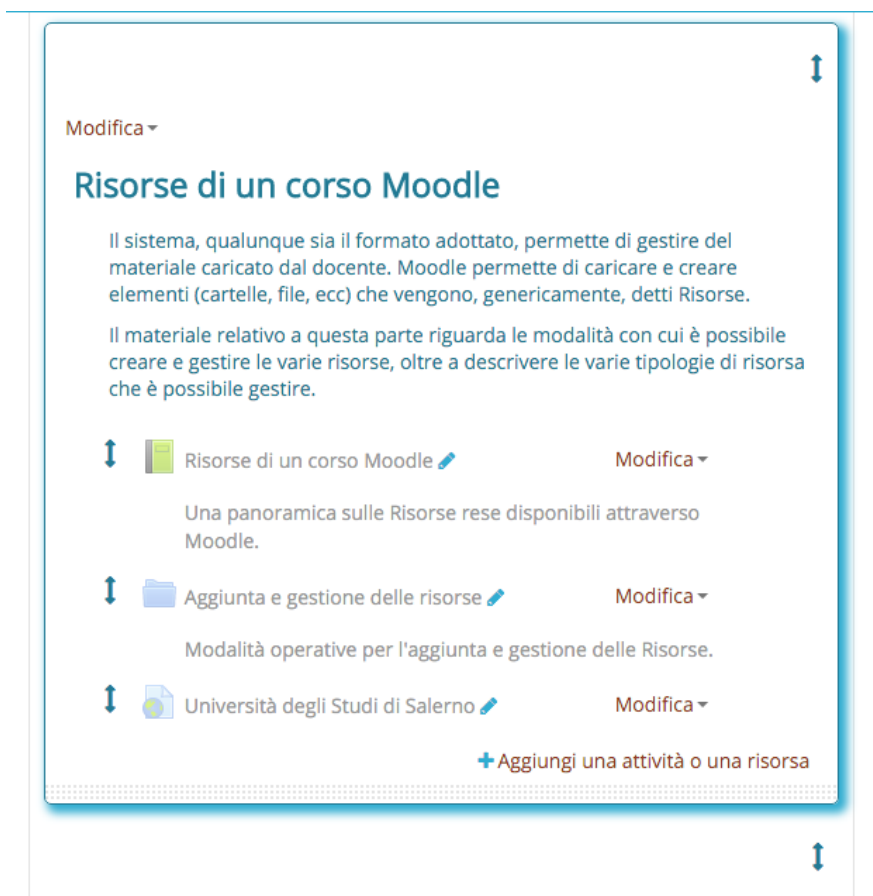 Modifica
Risorse di un corso Moodle
Il sistema, qualunque sia il formato adottato, permette di gestire del
materiale caricato dal docente. Moodle permette di caricare e creare
elementi (cartelle, file, ecc) che vengono, genericamente, detti Risorse.
Il materiale relativo a questa parte riguarda le modalità con cui è possibile
creare e gestire le varie risorse, oltre a descrivere le varie tipologie di risorsa
che è possibile gestire.
Risorse di un corso Moodle Modifica
Una panoramica sulle Risorse rese disponibili attraverso
Moodle.
Aggiunta e gestione delle risorse Modifica
Modalità operative per l'aggiunta e gestione delle Risorse.
Università degli Studi di Salerno Modifica
Aggiungi una attività o una risorsa